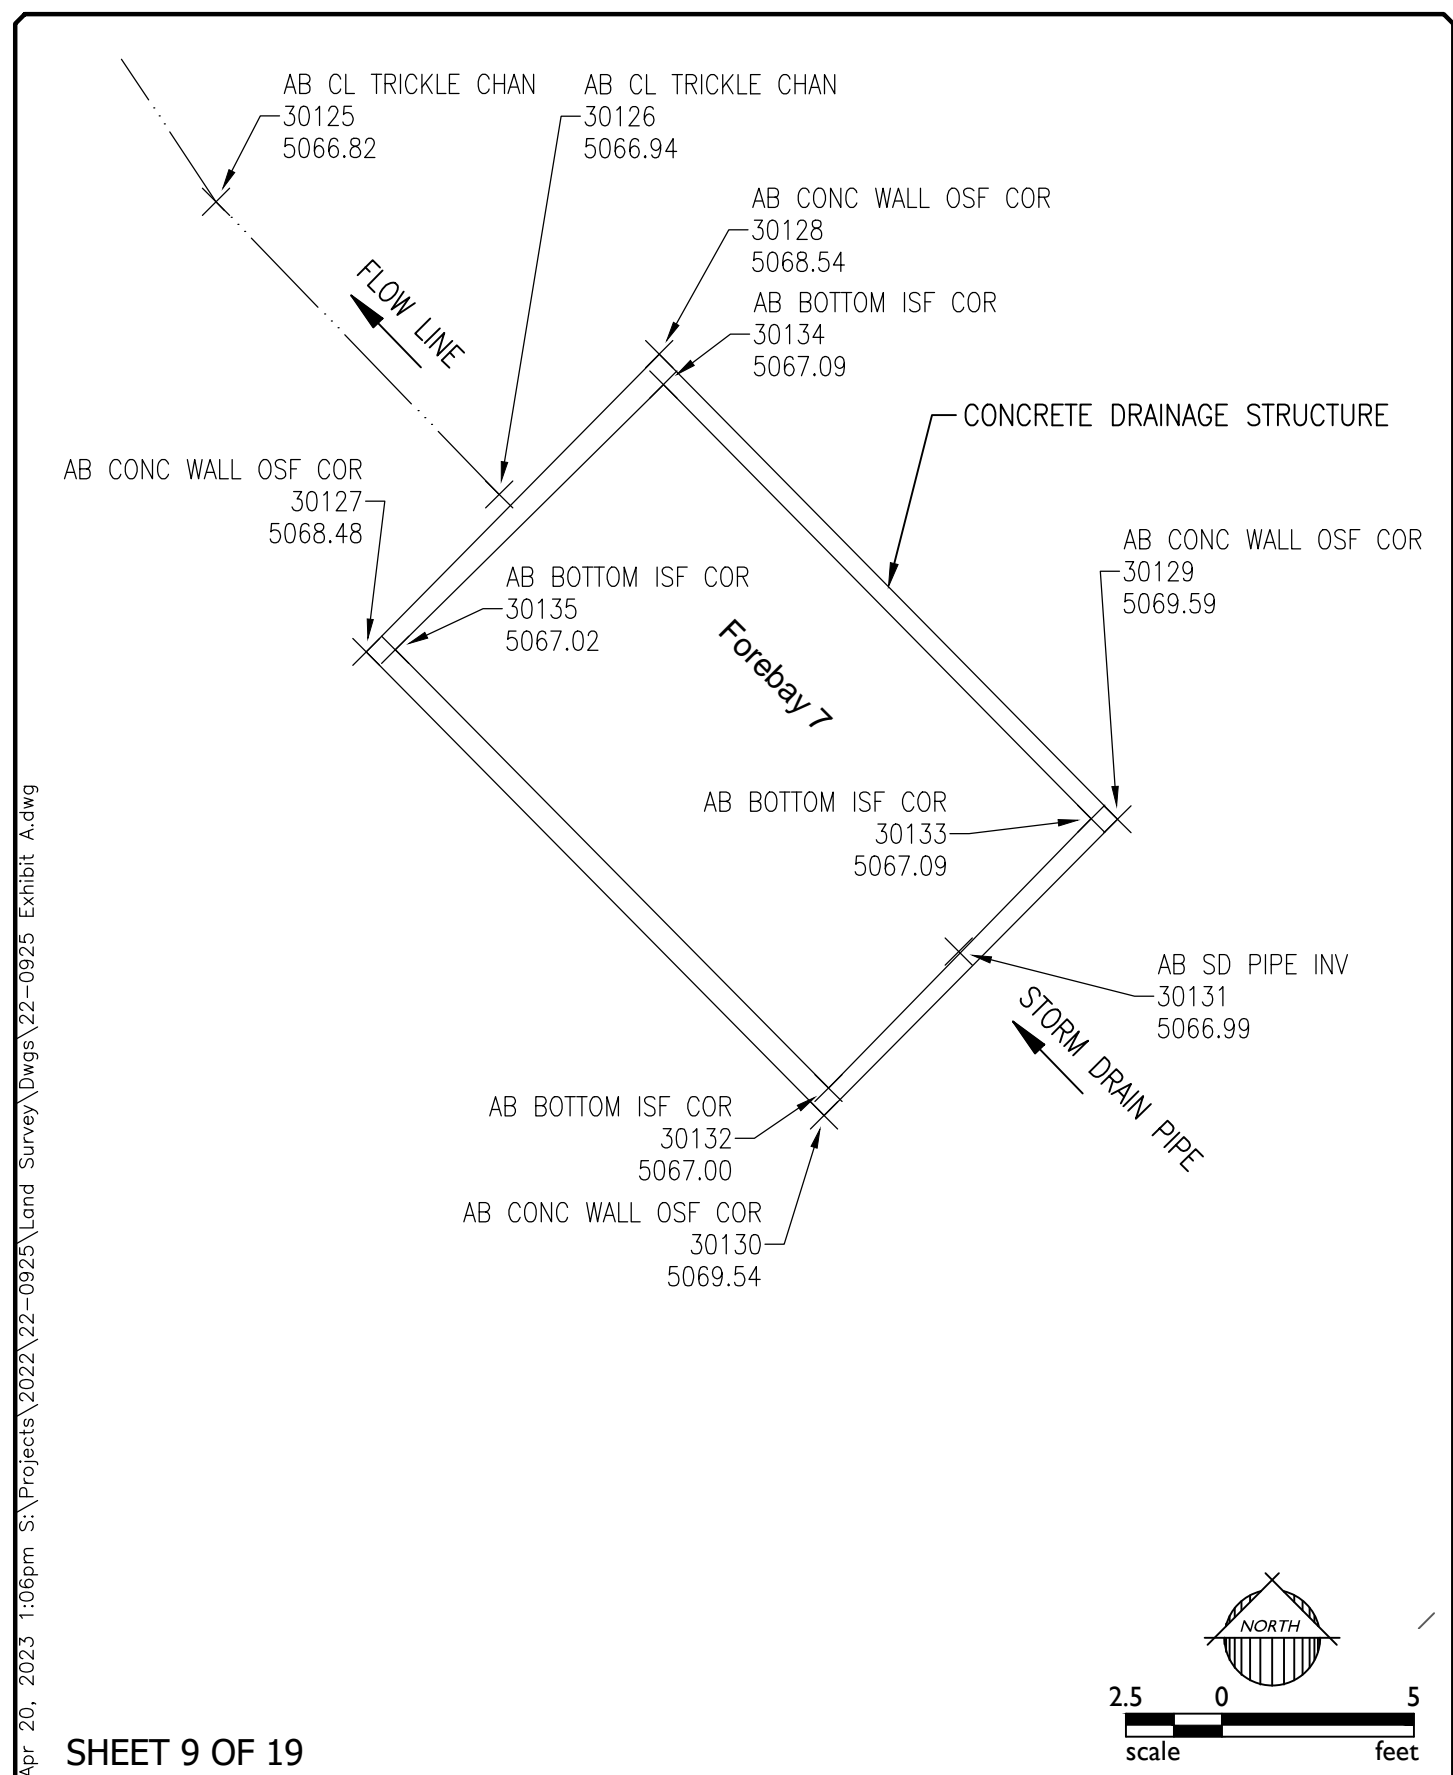 AB CL TRICKLE CHAN
30125
5066.82
AB CL TRICKLE CHAN
30126
5066.94
AB CONC WALL OSF COR
30128
5068.54
AB BOTTOM ISF COR
30134
5067.09
FLOW LINE
CONCRETE DRAINAGE STRUCTURE
AB CONC WALL OSF COR
30127
5068.48
AB CONC WALL OSF COR
30129
5069.59
AB BOTTOM ISF COR
30135
5067.02
Forebay 7
AB BOTTOM ISF COR
30133
5067.09
AB SD PIPE INV
30131
5066.99
STORM DRAIN PIPE
AB BOTTOM ISF COR
30132
5067.00
AB CONC WALL OSF COR
30130
5069.54
Apr 20, 2023 1:06pm S:\Projects\2022\22-0925\Land Survey\Dwgs\22-0925 Exhibit A.dwg
NORTH
2.5 0 5
scale feet
SHEET 9 OF 19